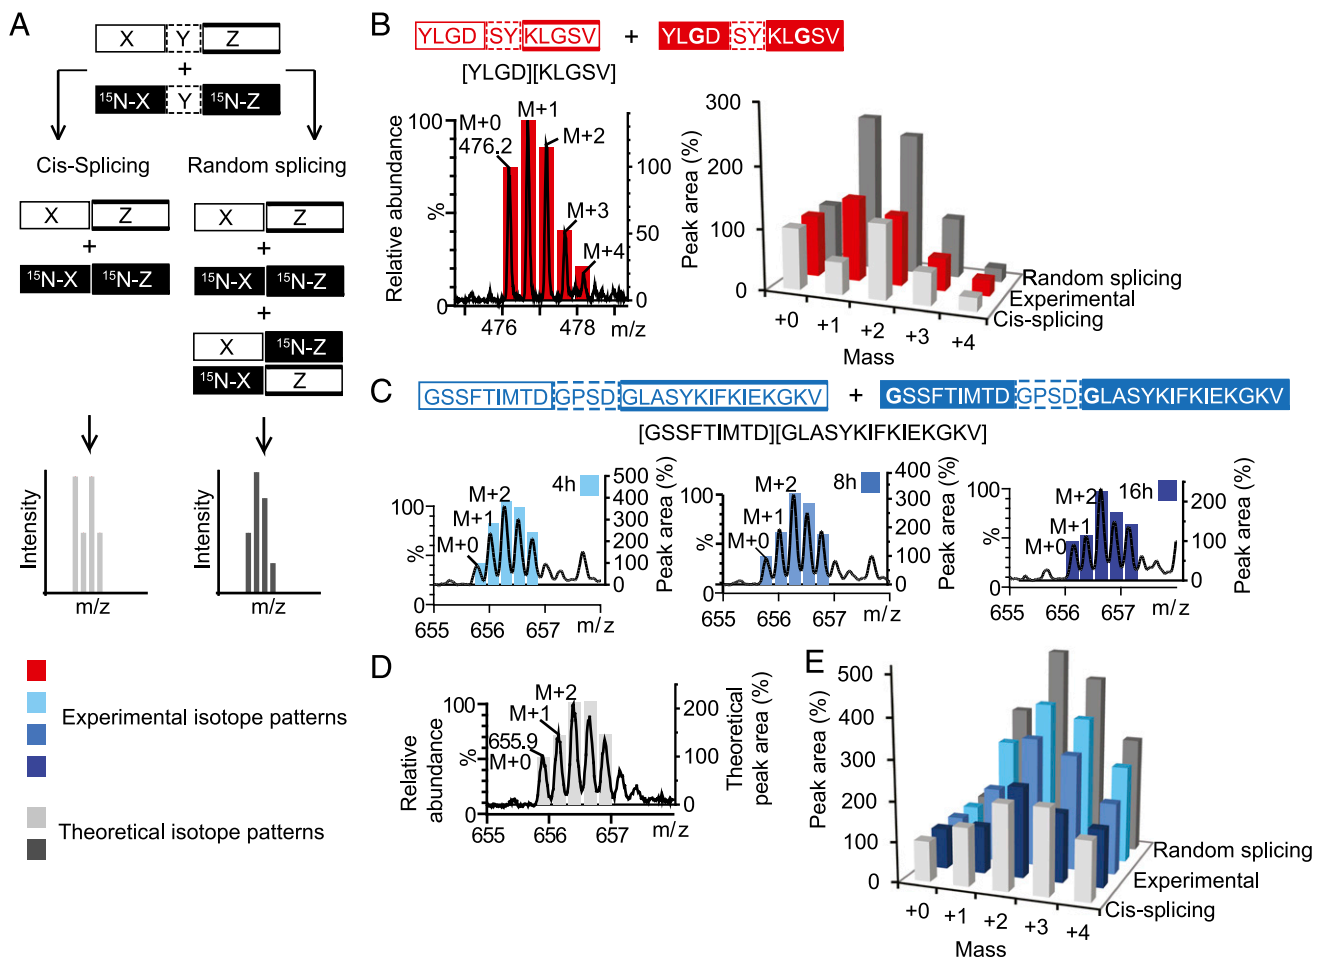 A
X Y Z
+
¹⁵N-X Y ¹⁵N-Z
Cis-Splicing
Random splicing
X Z
+
¹⁵N-X ¹⁵N-Z
X Z
+
¹⁵N-X ¹⁵N-Z
+
X ¹⁵N-Z
¹⁵N-X Z
Intensity
m/z
Intensity
m/z
Experimental isotope patterns
Theoretical isotope patterns
B
YLGD SY KLGSV + YLGD SY KLGSV
[YLGD][KLGSV]
Relative abundance
%
100
0
M+0
476.2
M+1
M+2
M+3
M+4
100
50
0
Peak area (%)
476 478 m/z
300
200
100
0
+0 +1 +2 +3 +4
Mass
Random splicing
Experimental
Cis-splicing
C
GSSFTIMTD GPSD GLASYKIFKIEKGKV + GSSFTIMTD GPSD GLASYKIFKIEKGKV
[GSSFTIMTD][GLASYKIFKIEKGKV]
100
%
0
M+0
M+1
M+2
4h
500
400
300
200
100
0
Peak area (%)
655 656 657 m/z
100
%
0
M+0
M+1
M+2
8h
400
300
200
100
0
Peak area (%)
655 656 657 m/z
100
%
0
M+0
M+1
M+2
16h
200
100
0
Peak area (%)
655 656 657 m/z
D
Relative
abundance
100
%
0
655.9
M+0
M+1
M+2
200
100
0
Theoretical
peak area (%)
655 656 657 m/z
E
Peak area (%)
500
400
300
200
100
0
+0 +1 +2 +3 +4
Mass
Random splicing
Experimental
Cis-splicing